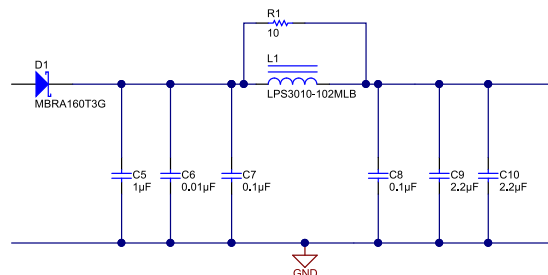 R1
10
D1
L1
MBRA160T3G
LPS3010-102MLB
C5
1µF
C6
0.01µF
C7
0.1µF
C8
0.1µF
C9
2.2µF
C10
2.2µF
GND